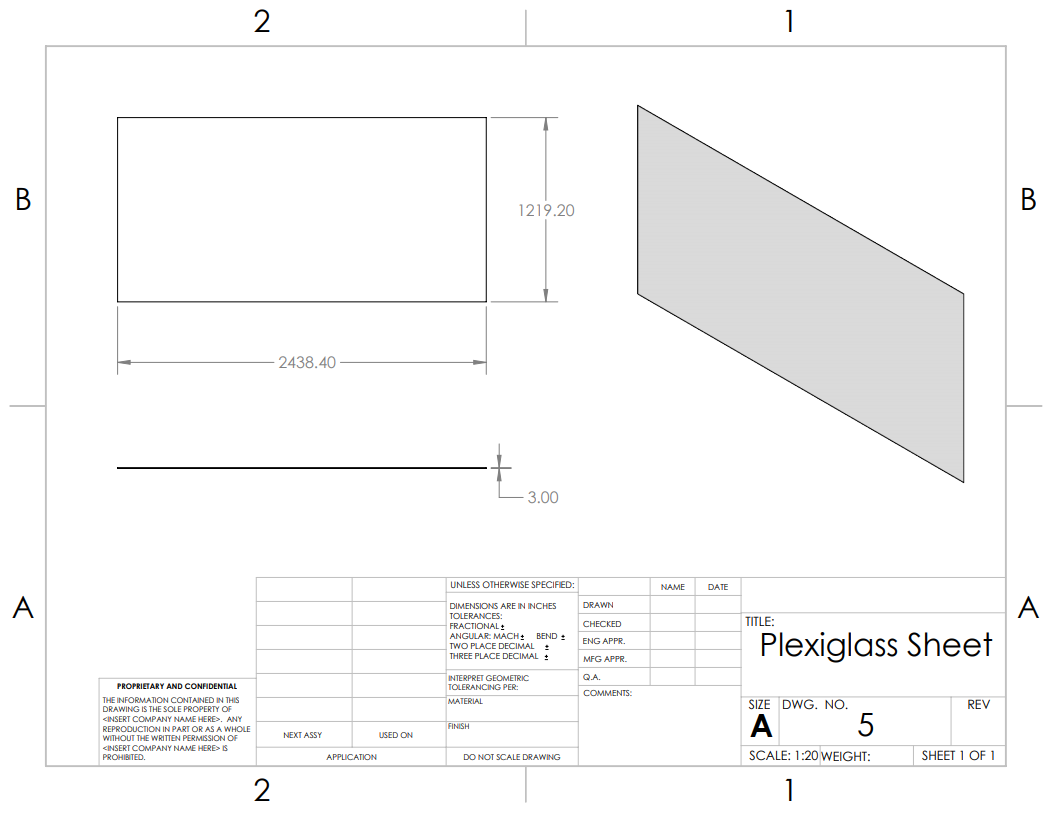 2 1
B B
1219.20
2438.40
3.00
A A
UNLESS OTHERWISE SPECIFIED:
DIMENSIONS ARE IN INCHES
TOLERANCES:
FRACTIONAL ±
ANGULAR: MACH ± BEND ±
TWO PLACE DECIMAL ±
THREE PLACE DECIMAL ±
INTERPRET GEOMETRIC
TOLERANCING PER:
MATERIAL
FINISH
DO NOT SCALE DRAWING
NAME DATE
DRAWN
CHECKED
ENG APPR.
MFG APPR.
Q.A.
COMMENTS:
TITLE:
Plexiglass Sheet
SIZE DWG. NO. REV
A 5
SCALE: 1:20 WEIGHT: SHEET 1 OF 1
PROPRIETARY AND CONFIDENTIAL
THE INFORMATION CONTAINED IN THIS
DRAWING IS THE SOLE PROPERTY OF
<INSERT COMPANY NAME HERE>. ANY
REPRODUCTION IN PART OR AS A WHOLE
WITHOUT THE WRITTEN PERMISSION OF
<INSERT COMPANY NAME HERE> IS
PROHIBITED.
NEXT ASSY USED ON
APPLICATION
2 1